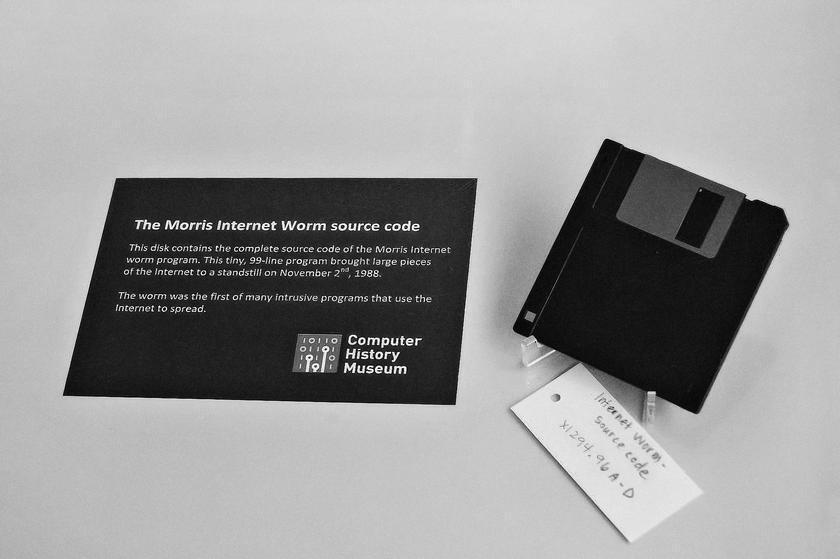 The Morris Internet Worm source code
This disk contains the complete source code of the Morris Internet
worm program. This tiny, 99-line program brought large pieces
of the Internet to a standstill on November 2nd, 1988.
The worm was the first of many intrusive programs that use the
Internet to spread.
10110
01101
Computer
History
Museum
Internet Worm-
source code
X1294.96 A-D